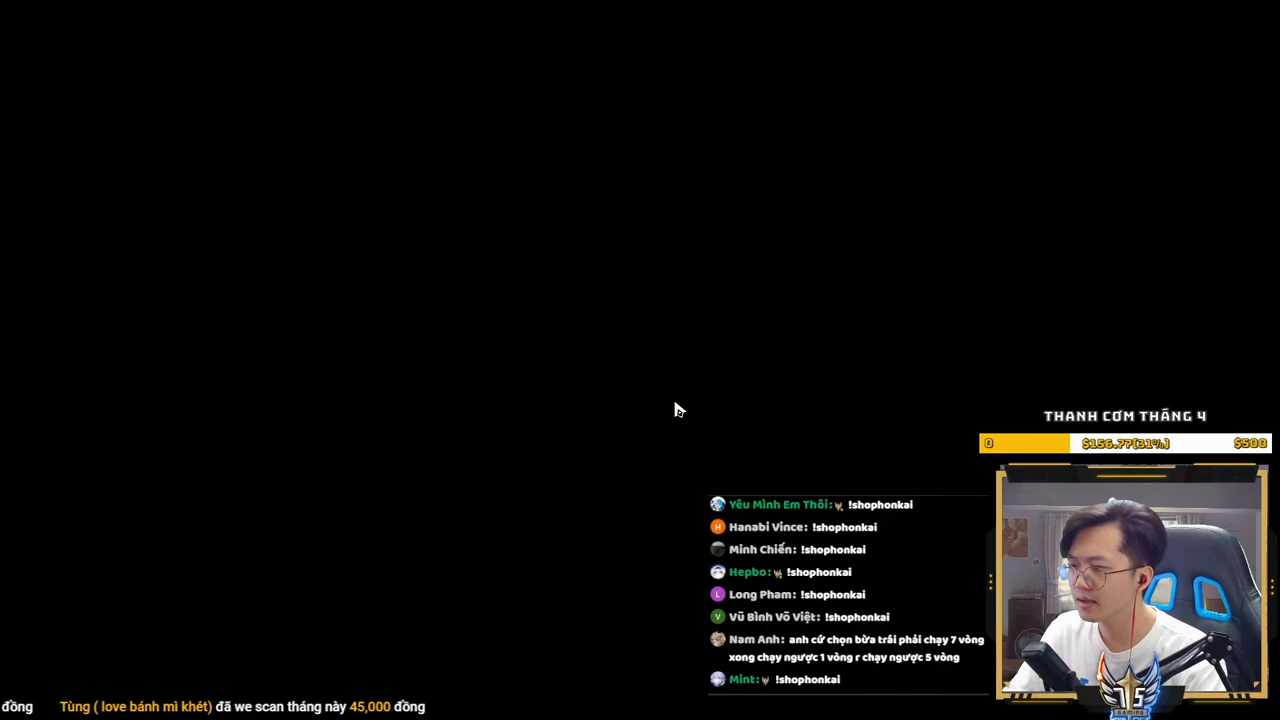 THANH CƠM THÁNG 4
0 $156.77(31%) $500
Yêu Mình Em Thôi: !shophonkai
Hanabi Vince: !shophonkai
Minh Chiến: !shophonkai
Hepbo: !shophonkai
L Long Pham: !shophonkai
V Vũ Bình Võ Việt: !shophonkai
Nam Anh: anh cứ chọn bừa trái phải chạy 7 vòng
xong chạy ngược 1 vòng r chạy ngược 5 vòng
Mint: !shophonkai
TS
GAMING
đồng Tùng ( love bánh mì khét) đã we scan tháng này 45,000 đồng